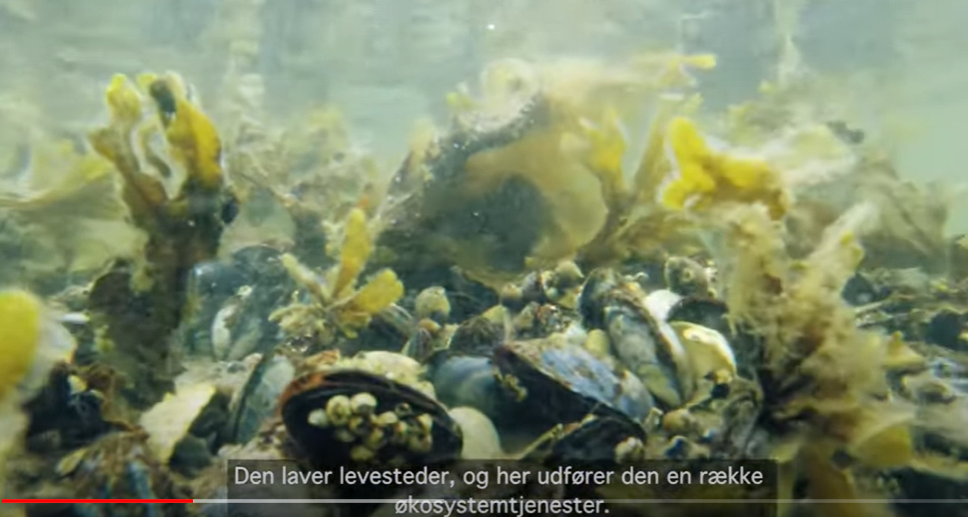 Den laver levesteder, og her udfører den en række
økosystemtjenester.